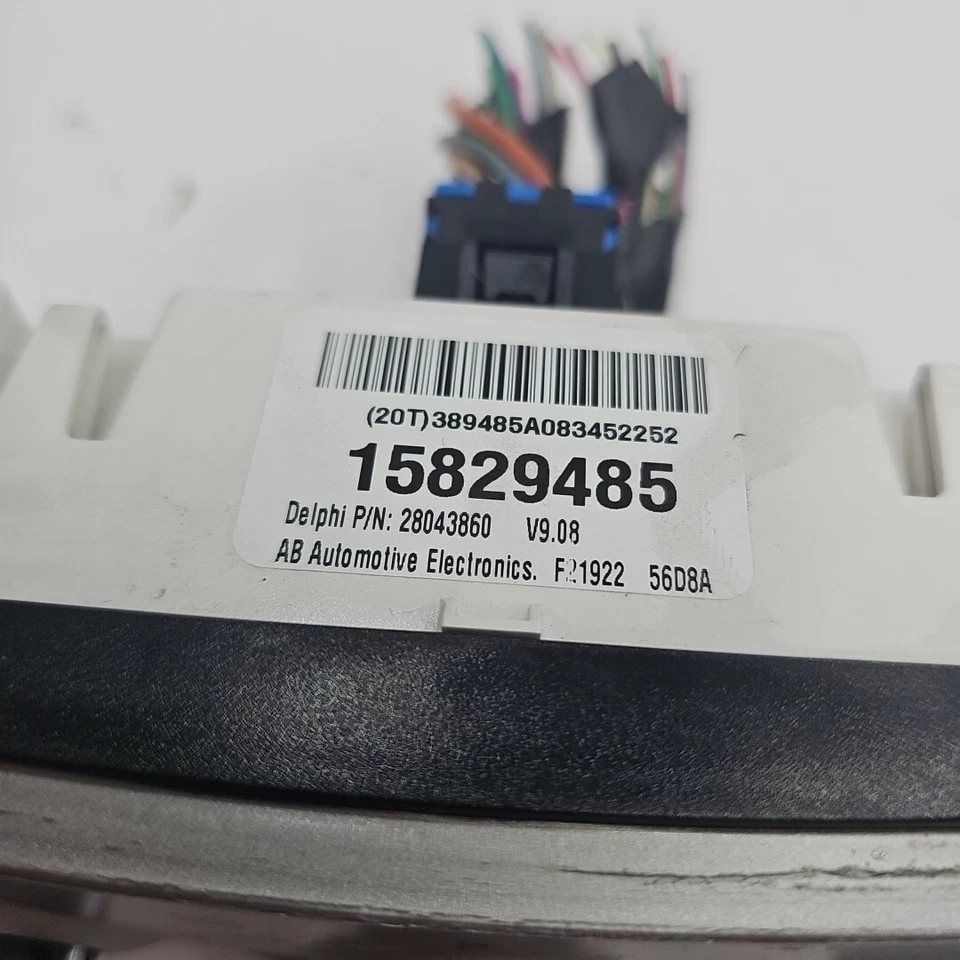 (20T)389485A083452252
15829485
Delphi P/N: 28043860 V9.08
AB Automotive Electronics. F21922 56D8A